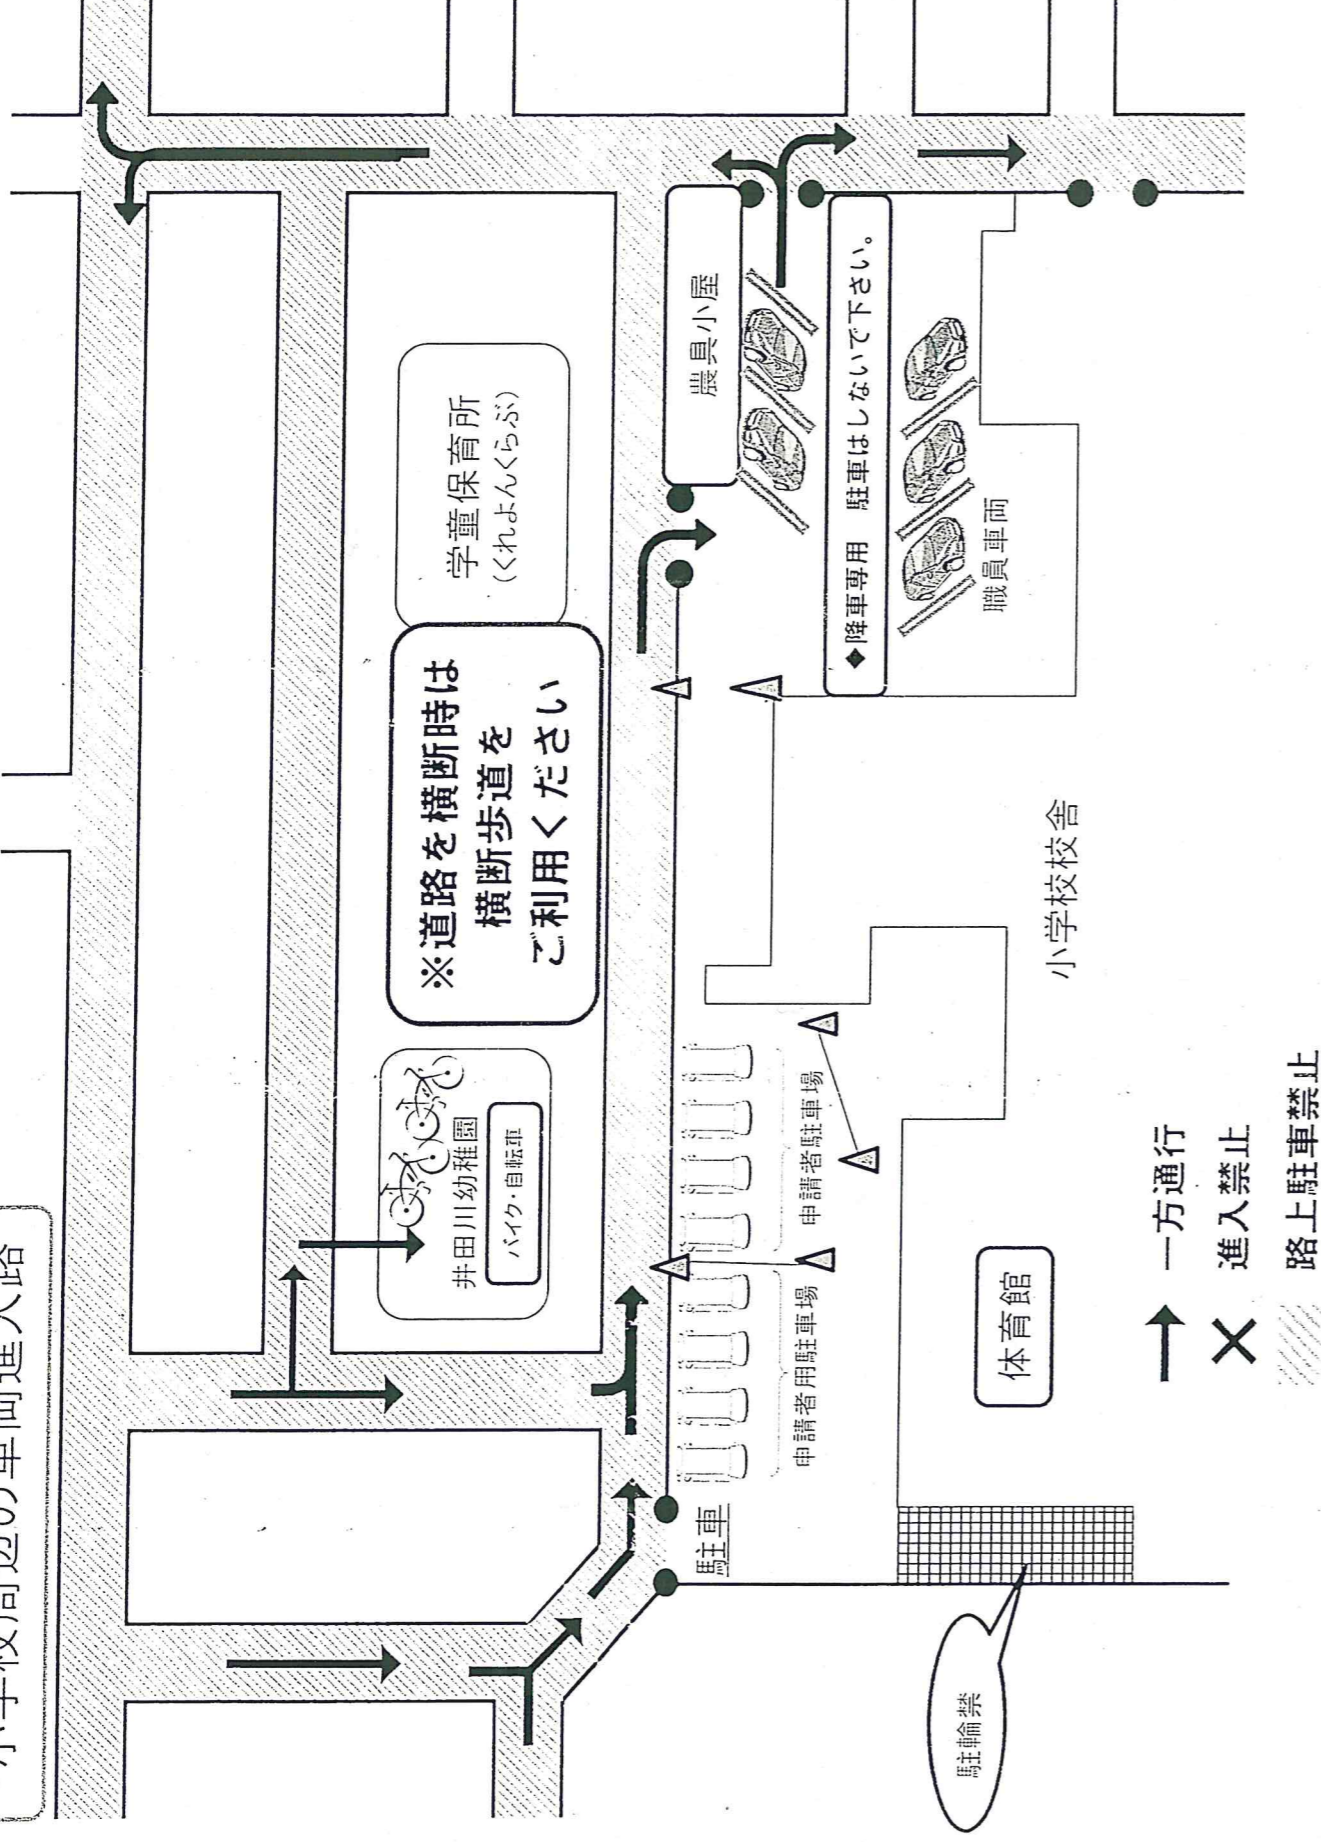 小学校周辺の車両進入路
※道路を横断時は
横断歩道を
ご利用ください
学童保育所
(くれよんくらぶ)
井田川幼稚園
バイク・自転車
農具小屋
◆降車専用 駐車はしないで下さい。
職員車両
駐車
申請者用駐車場
申請者駐車場
小学校校舎
体育館
駐輪禁
一方通行
進入禁止
路上駐車禁止